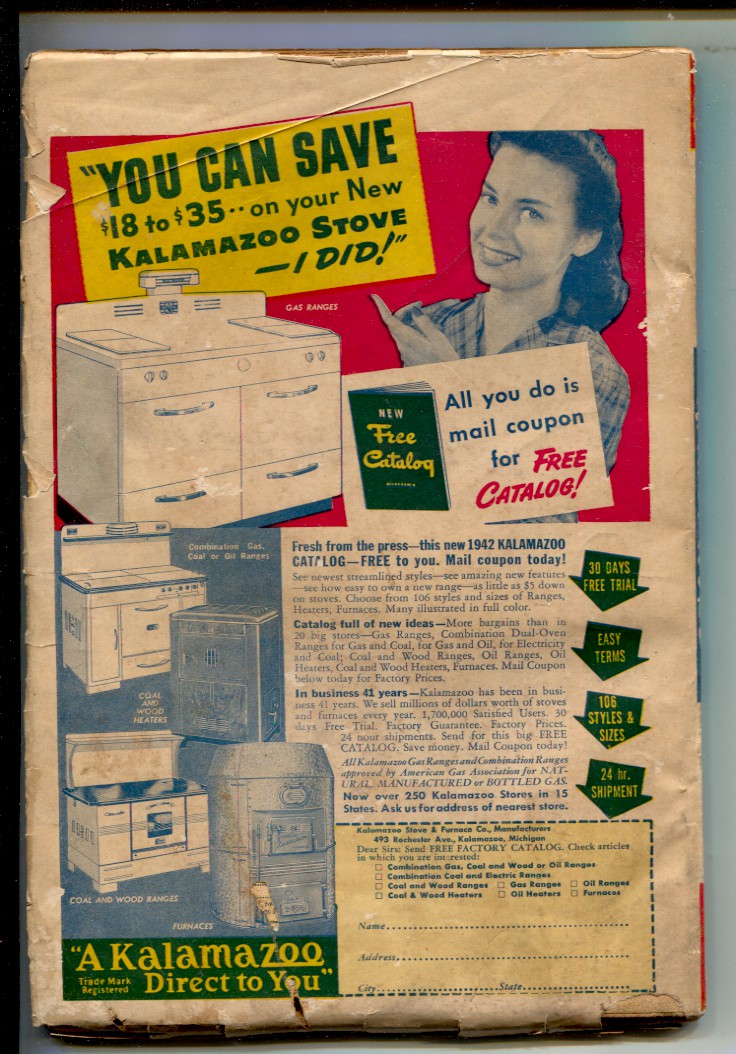 "YOU CAN SAVE
$18 to $35·· on your New
KALAMAZOO STOVE
—I DID!"
GAS RANGES
NEW
Free
Catalog
All you do is
mail coupon
for FREE
CATALOG!
Combination Gas,
Coal or Oil Ranges
COAL
AND
WOOD
HEATERS
COAL AND WOOD RANGES
FURNACES
Fresh from the press—this new 1942 KALAMAZOO
CATALOG—FREE to you. Mail coupon today!
See newest streamlined styles—see amazing new features
—see how easy to own a new range—as little as $5 down
on stoves. Choose from 106 styles and sizes of Ranges,
Heaters, Furnaces. Many illustrated in full color.
Catalog full of new ideas—More bargains than in
20 big stores—Gas Ranges, Combination Dual-Oven
Ranges for Gas and Coal, for Gas and Oil, for Electricity
and Coal; Coal and Wood Ranges, Oil Ranges, Oil
Heaters, Coal and Wood Heaters, Furnaces. Mail Coupon
below today for Factory Prices.
In business 41 years—Kalamazoo has been in busi-
ness 41 years. We sell millions of dollars worth of stoves
and furnaces every year. 1,700,000 Satisfied Users. 30
days Free Trial. Factory Guarantee. Factory Prices.
24 hour shipments. Send for this big FREE
CATALOG. Save money. Mail Coupon today!
All Kalamazoo Gas Ranges and Combination Ranges
approved by American Gas Association for NAT-
URAL, MANUFACTURED or BOTTLED GAS.
Now over 250 Kalamazoo Stores in 15
States. Ask us for address of nearest store.
30 DAYS
FREE TRIAL
EASY
TERMS
106
STYLES &
SIZES
24 hr.
SHIPMENT
Kalamazoo Stove & Furnace Co., Manufacturers
493 Rochester Ave., Kalamazoo, Michigan
Dear Sirs: Send FREE FACTORY CATALOG. Check articles
in which you are interested:
□ Combination Gas, Coal and Wood or Oil Ranges
□ Combination Coal and Electric Ranges
□ Coal and Wood Ranges □ Gas Ranges □ Oil Ranges
□ Coal & Wood Heaters □ Oil Heaters □ Furnaces
Name
Address
City State
"A Kalamazoo
Trade Mark
Registered
Direct to You"